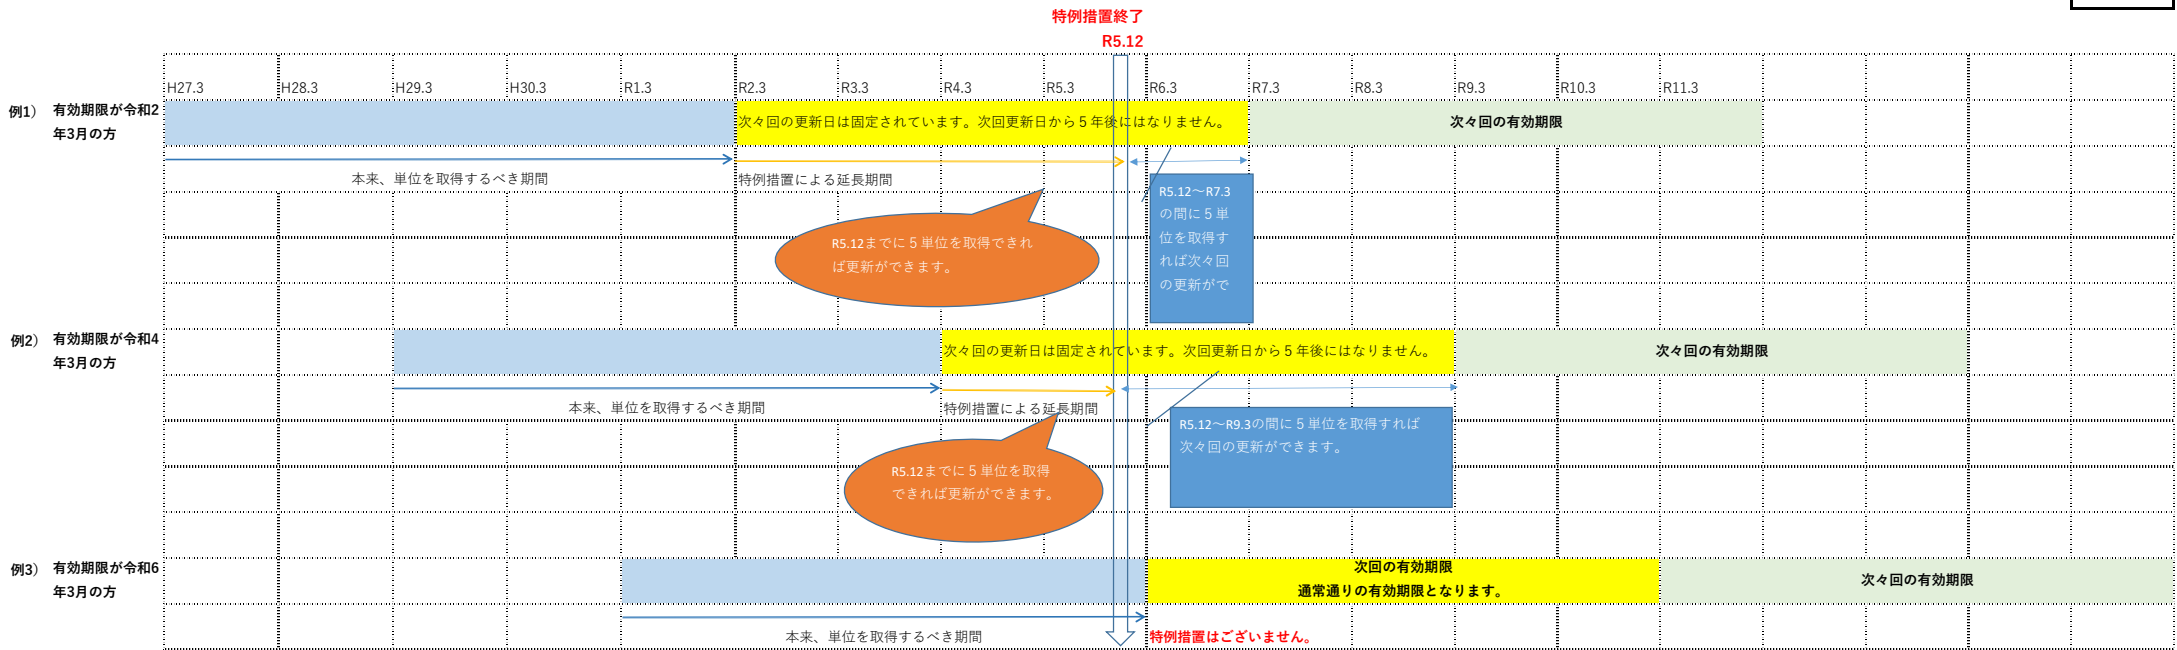 特例措置終了
R5.12
H27.3 H28.3 H29.3 H30.3 R1.3 R2.3 R3.3 R4.3 R5.3 R6.3 R7.3 R8.3 R9.3 R10.3 R11.3
例1） 有効期限が令和2
年3月の方
次々回の更新日は固定されています。次回更新日から５年後にはなりません。
次々回の有効期限
本来、単位を取得するべき期間
特例措置による延長期間
R5.12までに５単位を取得できれ
ば更新ができます。
R5.12～R7.3
の間に５単
位を取得す
れば次々回
の更新がで
例2） 有効期限が令和4
年3月の方
次々回の更新日は固定されています。次回更新日から５年後にはなりません。
次々回の有効期限
本来、単位を取得するべき期間
特例措置による延長期間
R5.12までに５単位を取得
できれば更新ができます。
R5.12～R9.3の間に５単位を取得すれば
次々回の更新ができます。
例3） 有効期限が令和6
年3月の方
次回の有効期限
通常通りの有効期限となります。
次々回の有効期限
本来、単位を取得するべき期間
特例措置はございません。